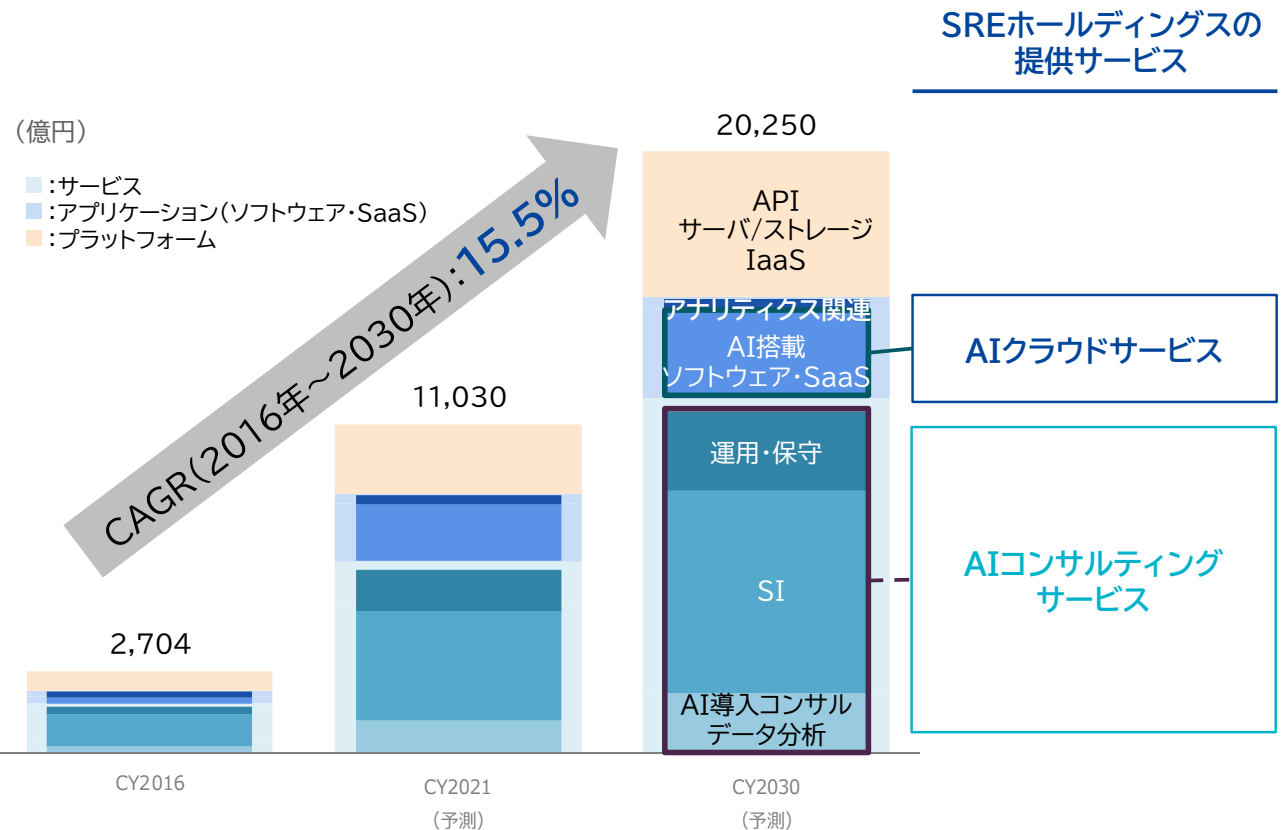 SREホールディングスの
提供サービス
（億円）
：サービス
：アプリケーション（ソフトウェア・SaaS）
：プラットフォーム
CAGR（2016年～2030年）：15.5%
20,250
API
サーバ/ストレージ
IaaS
アナリティクス関連
AI搭載
ソフトウェア・SaaS
AIクラウドサービス
11,030
運用・保守
SI
AIコンサルティング
サービス
2,704
AI導入コンサル
データ分析
CY2016
CY2021
（予測）
CY2030
（予測）